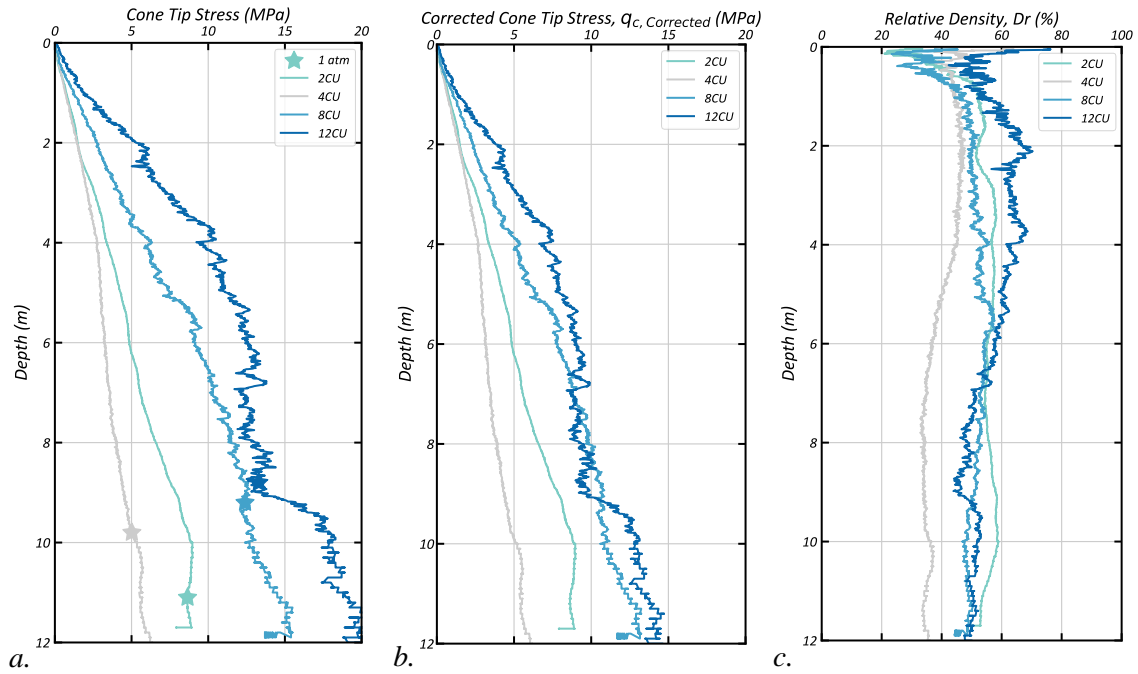 Cone Tip Stress (MPa)
0 5 10 15 20
0
2
4
6
8
10
12
Depth (m)
1 atm
2CU
4CU
8CU
12CU
a.
Corrected Cone Tip Stress, qc, Corrected (MPa)
0 5 10 15 20
0
2
4
6
8
10
12
Depth (m)
2CU
4CU
8CU
12CU
b.
Relative Density, Dr (%)
0 20 40 60 80 100
0
2
4
6
8
10
12
Depth (m)
2CU
4CU
8CU
12CU
c.